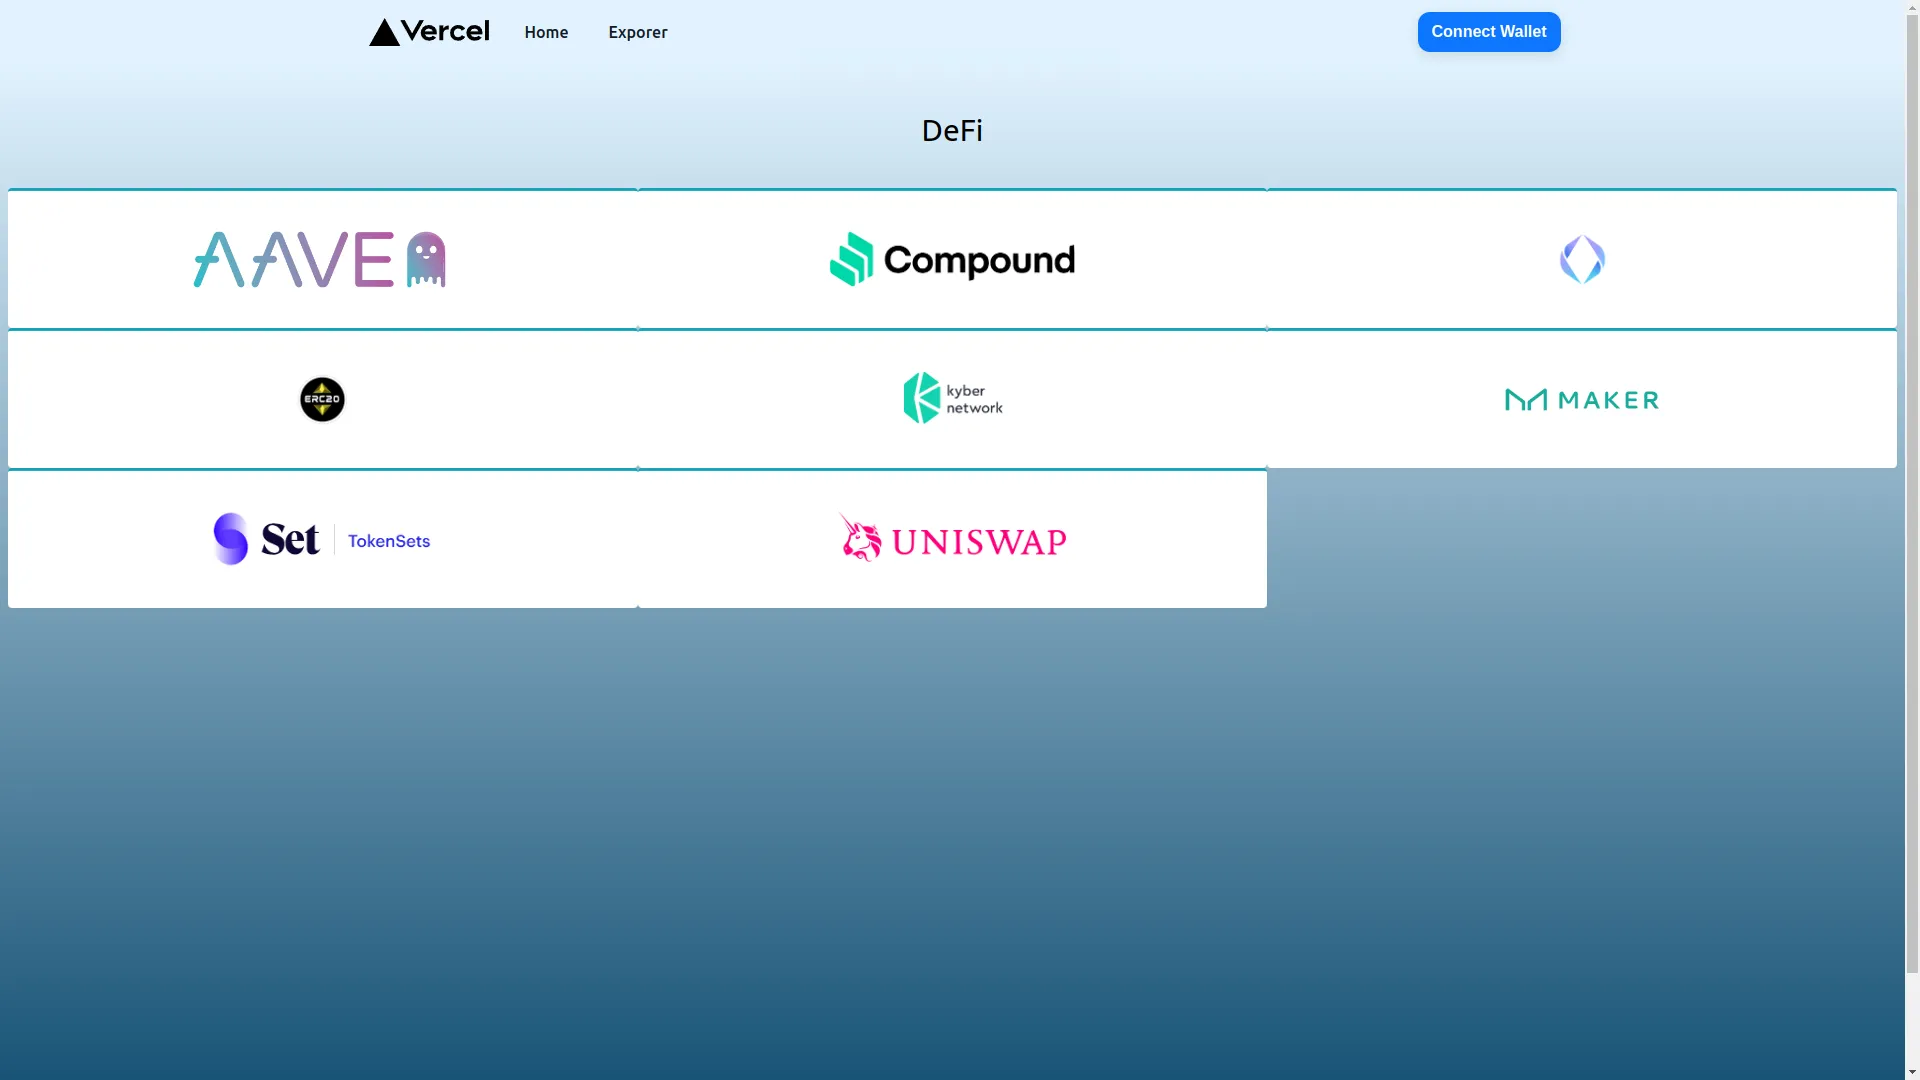 Vercel Home Exporer Connect Wallet
DeFi
AAVE Compound
ERC20 kyber network MAKER
Set TokenSets UNISWAP